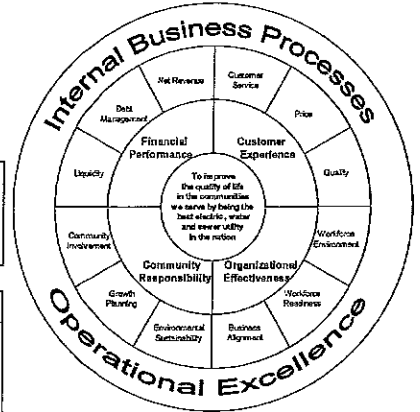 Internal Business Processes
Net Revenue
Customer
Service
Debt
Management
Price
Financial
Performance
Customer
Experience
Liquidity
Quality
To improve
the quality of life
in the communities
we serve by being the
best electric, water
and sewer utility
in the nation
Community
Involvement
Workforce
Environment
Community
Responsibility
Organizational
Effectiveness
Growth
Planning
Workforce
Readiness
Environmental
Sustainability
Business
Alignment
Operational Excellence